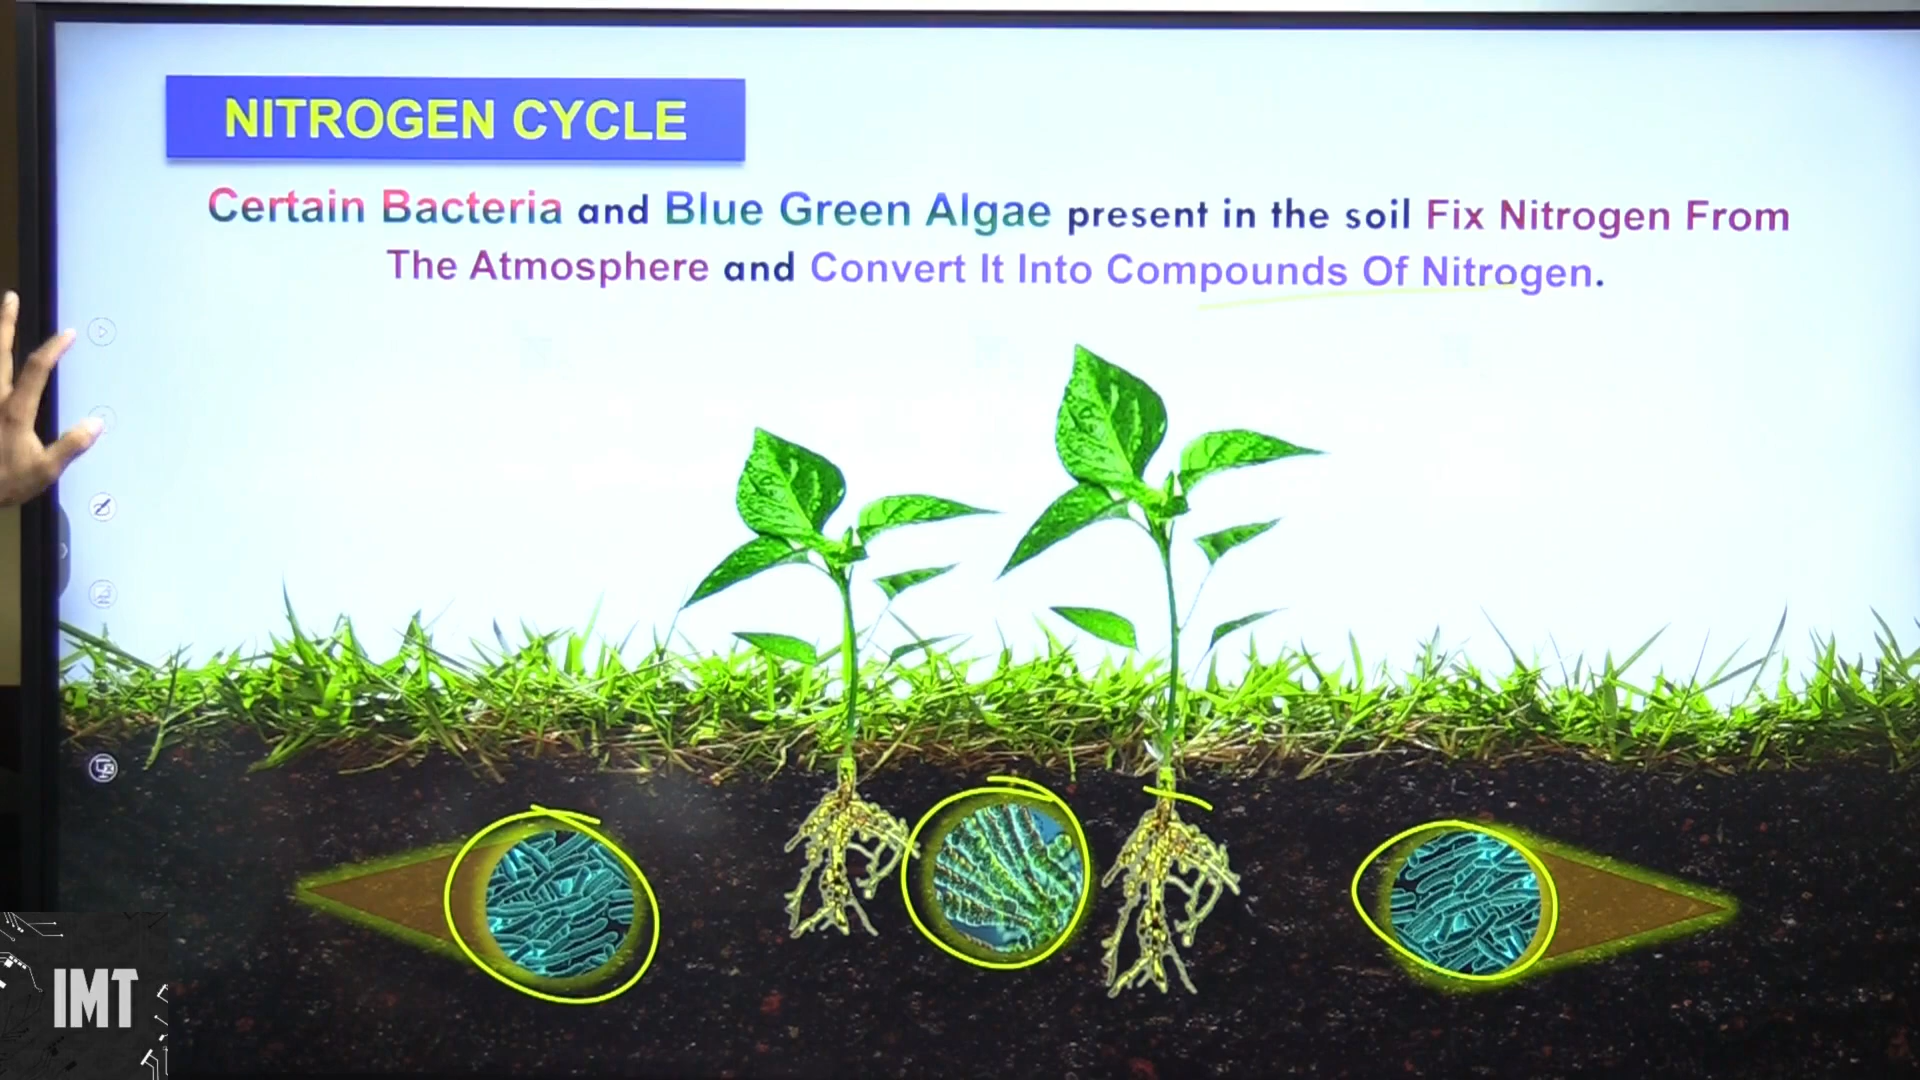 NITROGEN CYCLE
Certain Bacteria and Blue Green Algae present in the soil Fix Nitrogen From
The Atmosphere and Convert It Into Compounds Of Nitrogen.
IMT